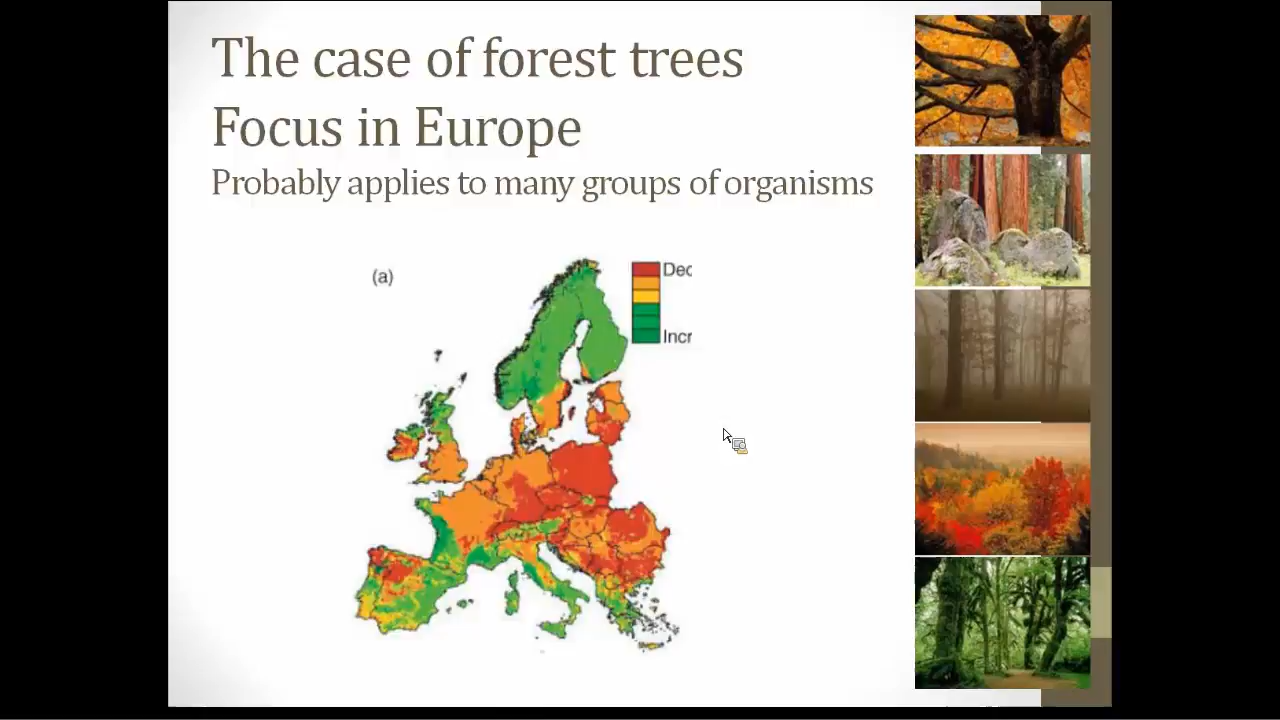 The case of forest trees
Focus in Europe
Probably applies to many groups of organisms
(a)
Dec
Incr